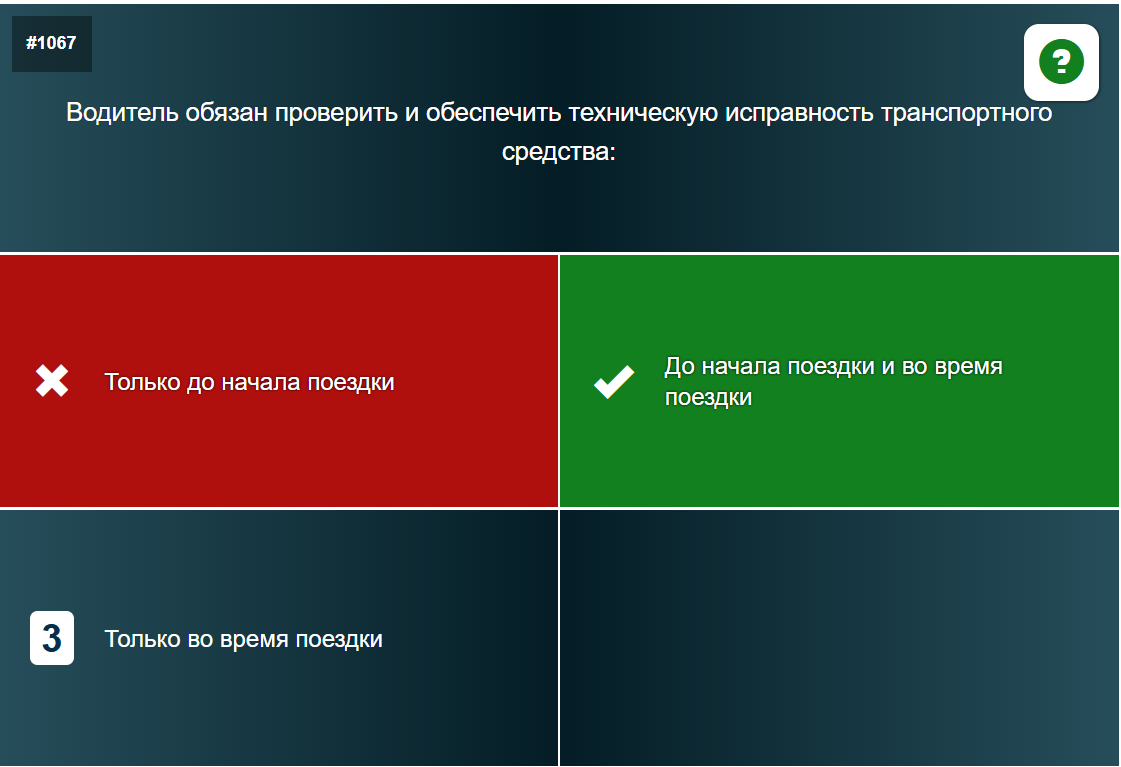 #1067
?
Водитель обязан проверить и обеспечить техническую исправность транспортного
средства:
Только до начала поездки
До начала поездки и во время
поездки
3
Только во время поездки